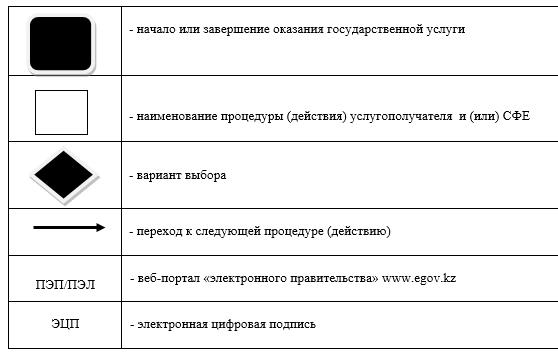 - начало или завершение оказания государственной услуги
- наименование процедуры (действия) услугополучателя и (или) СФЕ
- вариант выбора
- переход к следующей процедуре (действию)
ПЭП/ПЭЛ - веб-портал «электронного правительства» www.egov.kz
ЭЦП - электронная цифровая подпись